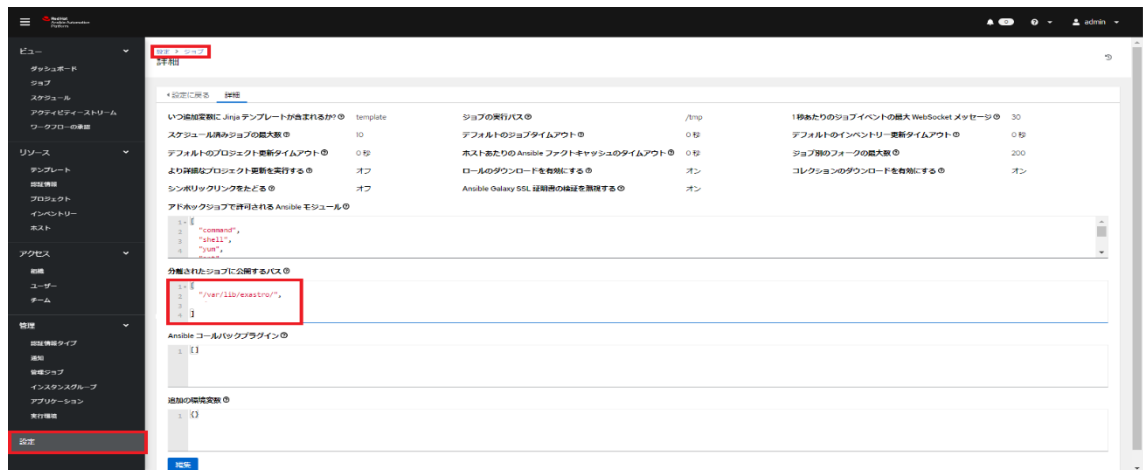 Red Hat
Ansible Automation
Platform
admin
ビュー
ダッシュボード
ジョブ
スケジュール
アクティビティーストリーム
ワークフローの承認
リソース
テンプレート
認証情報
プロジェクト
インベントリー
ホスト
アクセス
組織
ユーザー
チーム
管理
認証情報タイプ
通知
管理ジョブ
インスタンスグループ
アプリケーション
実行環境
設定
設定 > ジョブ
詳細
設定に戻る 詳細
いつ追加変数に Jinja テンプレートが含まれるか? template
ジョブの実行パス /tmp
1秒あたりのジョブイベントの最大 WebSocket メッセージ 30
スケジュール済みジョブの最大数 10
デフォルトのジョブタイムアウト 0 秒
デフォルトのインベントリー更新タイムアウト 0 秒
デフォルトのプロジェクト更新タイムアウト 0 秒
ホストあたりの Ansible ファクトキャッシュのタイムアウト 0 秒
ジョブ別のフォークの最大数 200
より詳細なプロジェクト更新を実行する オフ
ロールのダウンロードを有効にする オン
コレクションのダウンロードを有効にする オン
シンボリックリンクをたどる オフ
Ansible Galaxy SSL 証明書の検証を無視する オン
アドホックジョブで許可される Ansible モジュール
1 [
2 "command",
3 "shell",
4 "yum",
分離されたジョブに公開するパス
1 [
2 "/var/lib/exastro/",
3
4 ]
Ansible コールバックプラグイン
1 []
追加の環境変数
1 {}
編集